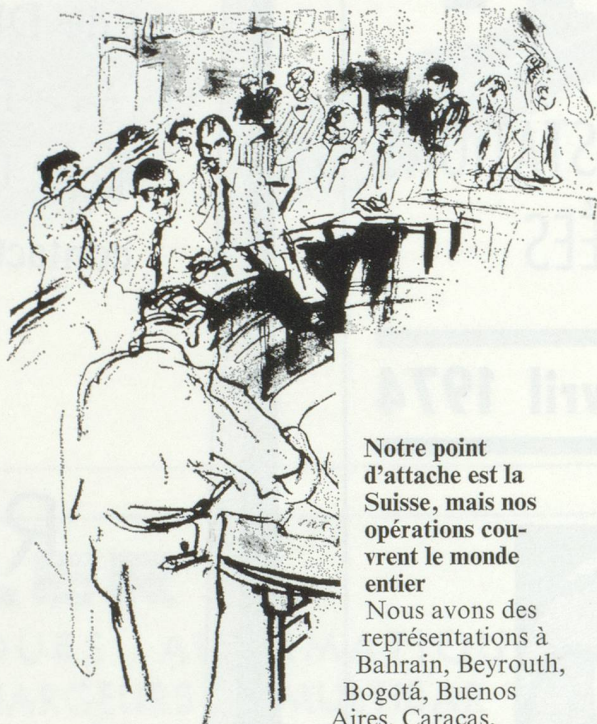 Notre point
d'attache est la
Suisse, mais nos
opérations cou-
vrent le monde
entier
Nous avons des
représentations à
Bahrain, Beyrouth,
Bogotá, Buenos
Aires, Caracas,